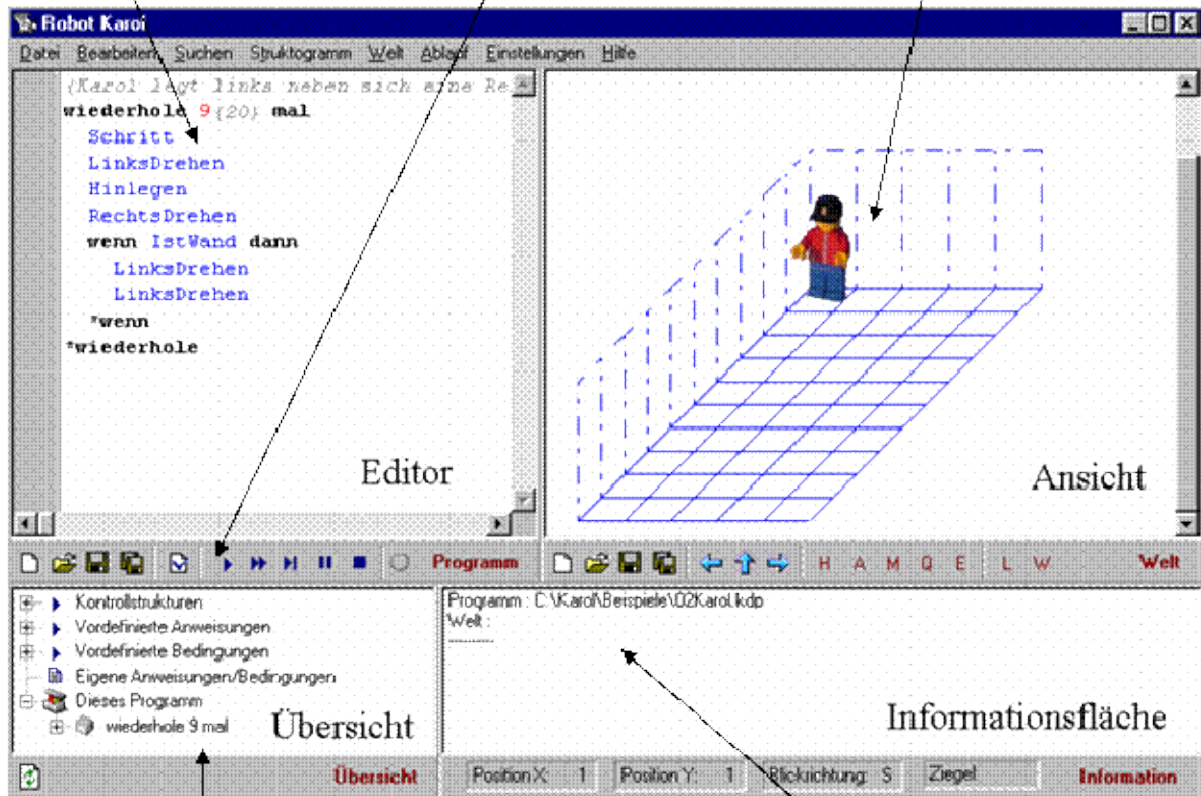 Robot Karol
Datei Bearbeiten Suchen Struktogramm Welt Ablauf Einstellungen Hilfe
{Karol legt links neben sich eine Re
wiederhole 9 {20} mal
Schritt
LinksDrehen
Hinlegen
RechtsDrehen
wenn IstWand dann
LinksDrehen
LinksDrehen
*wenn
*wiederhole
Editor
Ansicht
Programm
H A M Q E L W Welt
Kontrollstrukturen
Vordefinierte Anweisungen
Vordefinierte Bedingungen
Eigene Anweisungen/Bedingungen
Dieses Programm
wiederhole 9 mal
Übersicht
Programm : C:\Karol\Beispiele\02Karol.kdp
Welt :
--------
Informationsfläche
Übersicht
Position X: 1 Position Y: 1 Blickrichtung: S Ziegel Information